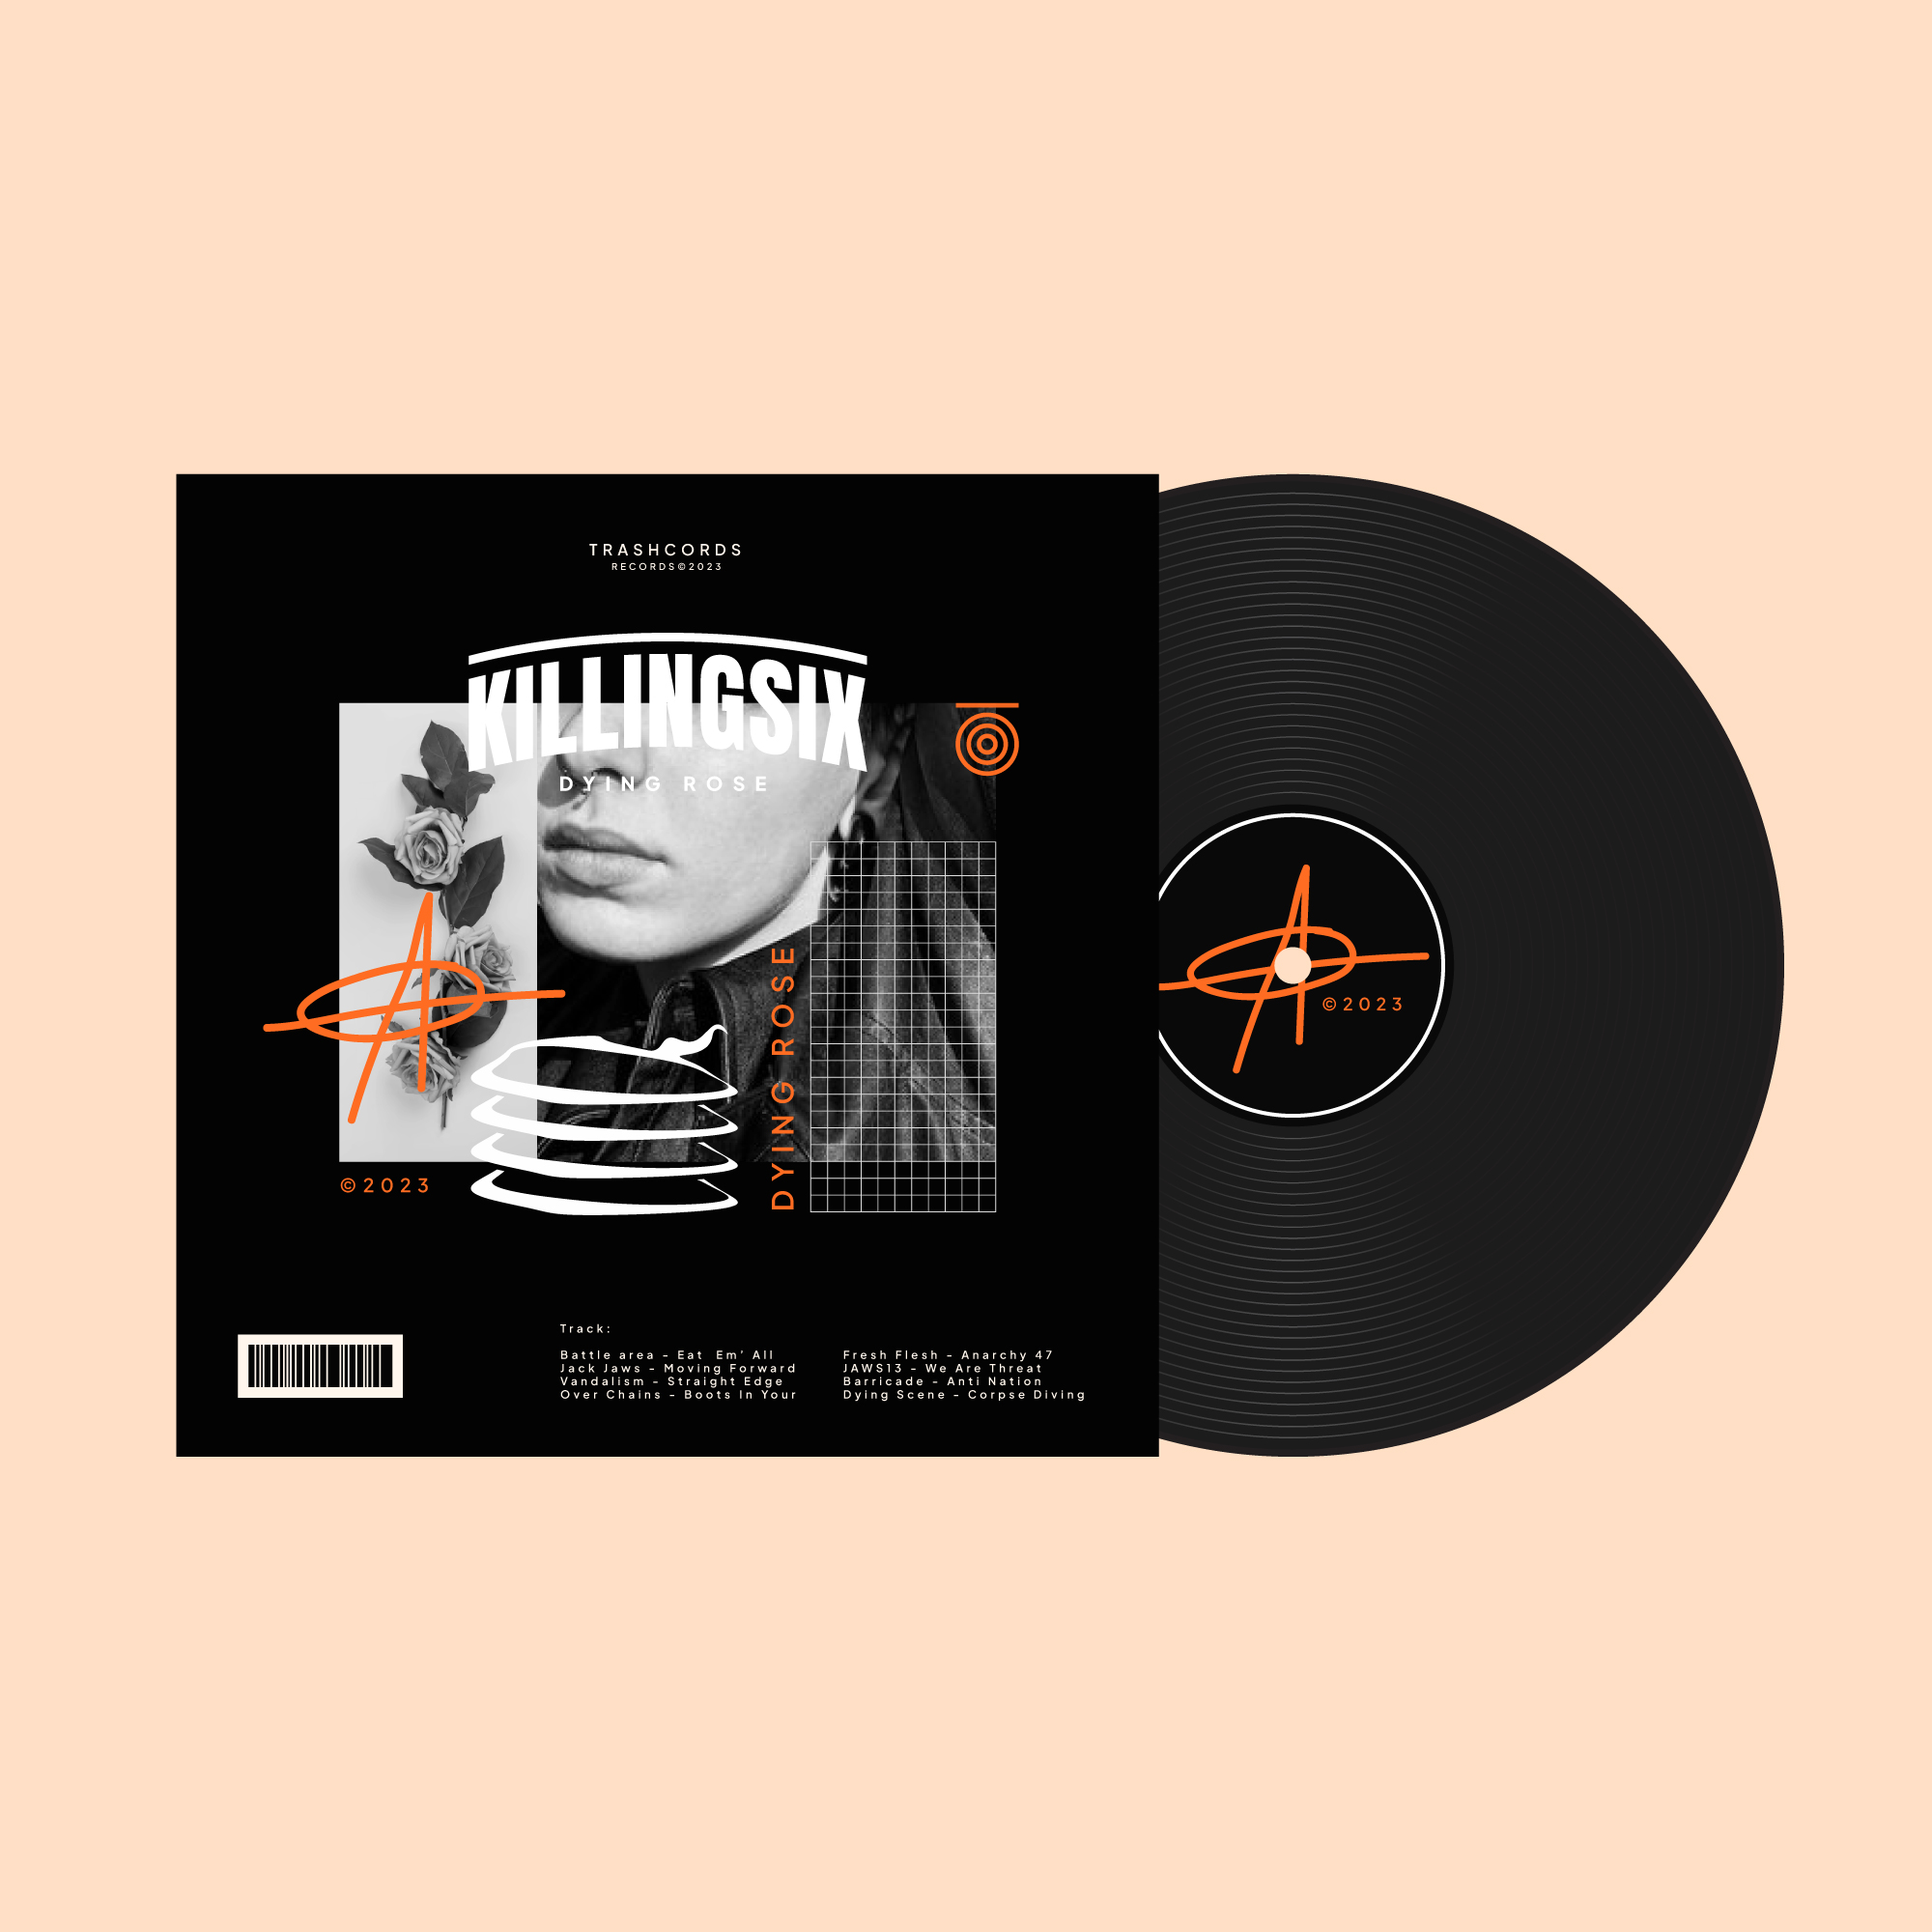 TRASHCORDS
RECORDS©2023
KILLINGSIX
DYING ROSE
DYING ROSE
©2023
©2023
Track:
Battle area - Eat Em' All
Jack Jaws - Moving Forward
Vandalism - Straight Edge
Over Chains - Boots In Your
Fresh Flesh - Anarchy 47
JAWS13 - We Are Threat
Barricade - Anti Nation
Dying Scene - Corpse Diving